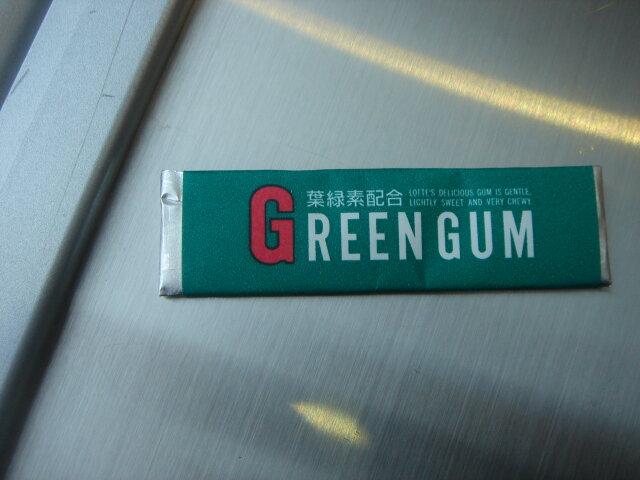 葉緑素配合
LOTTE'S DELICIOUS GUM IS GENTLE,
LIGHTLY SWEET AND VERY CHEWY.
GREEN GUM